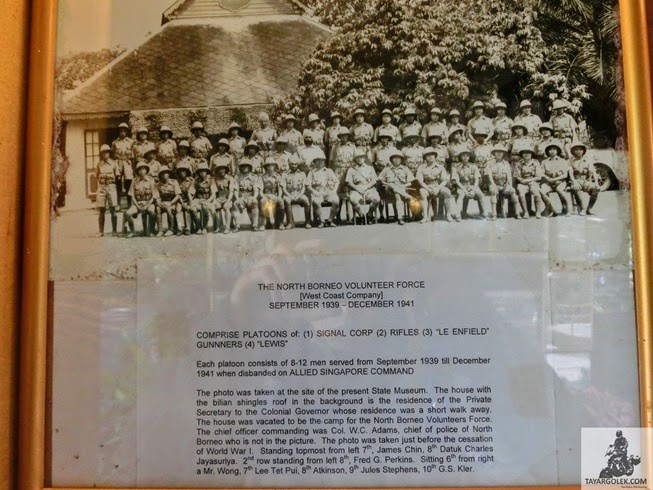 THE NORTH BORNEO VOLUNTEER FORCE
[West Coast Company]
SEPTEMBER 1939 – DECEMBER 1941
COMPRISE PLATOONS of: (1) SIGNAL CORP (2) RIFLES (3) "LE ENFIELD"
GUNNNERS (4) "LEWIS"
Each platoon consists of 8-12 men served from September 1939 till December
1941 when disbanded on ALLIED SINGAPORE COMMAND
The photo was taken at the site of the present State Museum. The house with
the bilian shingles roof in the background is the residence of the Private
Secretary to the Colonial Governor whose residence was a short walk away.
The house was vacated to be the camp for the North Borneo Volunteers Force.
The chief officer commanding was Col. W.C. Adams, chief of police of North
Borneo who is not in the picture. The photo was taken just before the cessation
of World War I. Standing topmost from left 7th, James Chin, 8th Datuk Charles
Jayasuriya. 2nd row standing from left 8th, Fred G. Perkins. Sitting 6th from right
a Mr. Wong, 7th Lee Tet Pui, 8th Atkinson, 9th Jules Stephens, 10th G.S. Kler.
TAYARGOLEK.COM